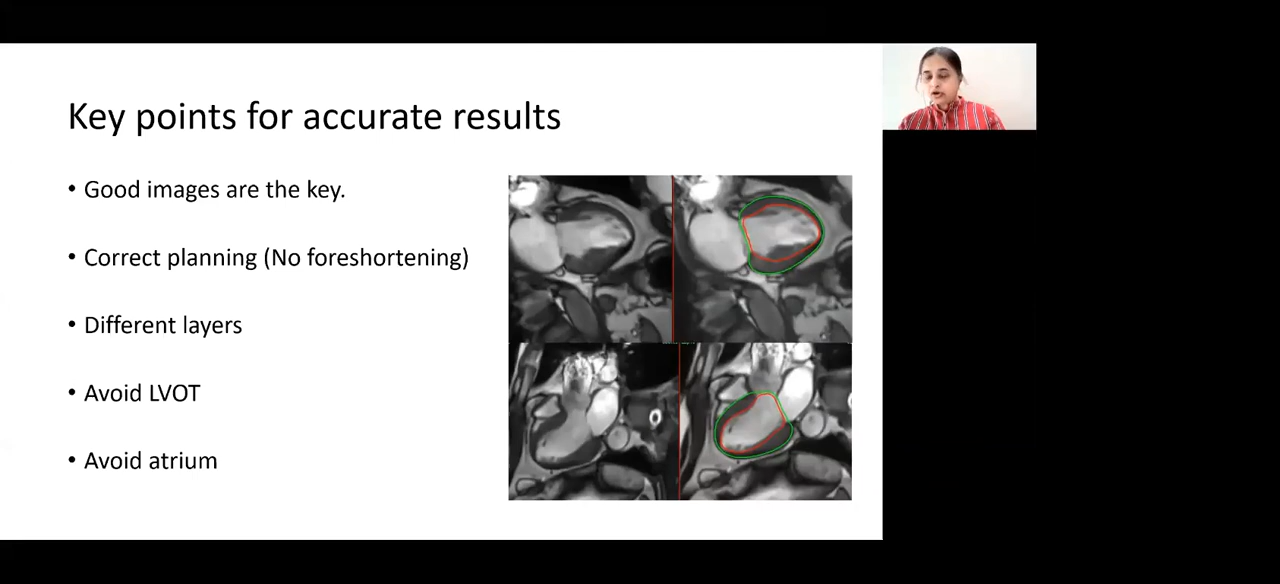 Key points for accurate results
• Good images are the key.
• Correct planning (No foreshortening)
• Different layers
• Avoid LVOT
• Avoid atrium